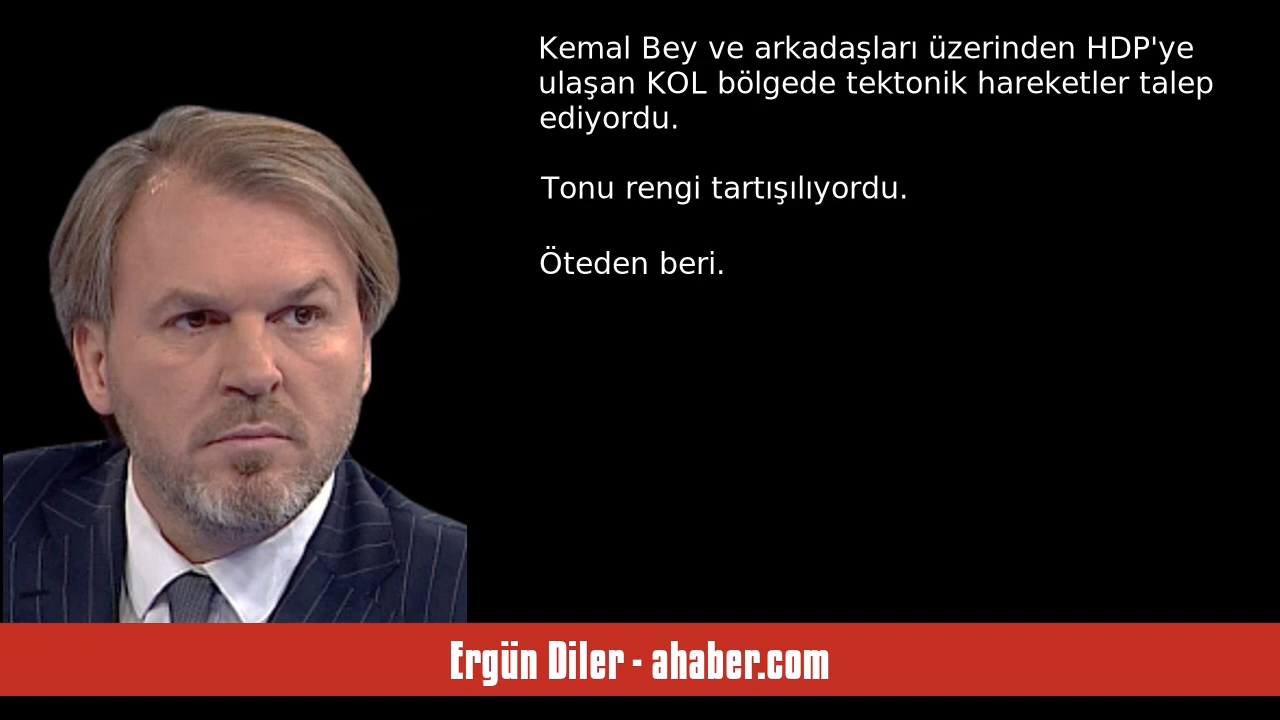 Kemal Bey ve arkadaşları üzerinden HDP'ye
ulaşan KOL bölgede tektonik hareketler talep
ediyordu.
Tonu rengi tartışılıyordu.
Öteden beri.
Ergün Diler - ahaber.com